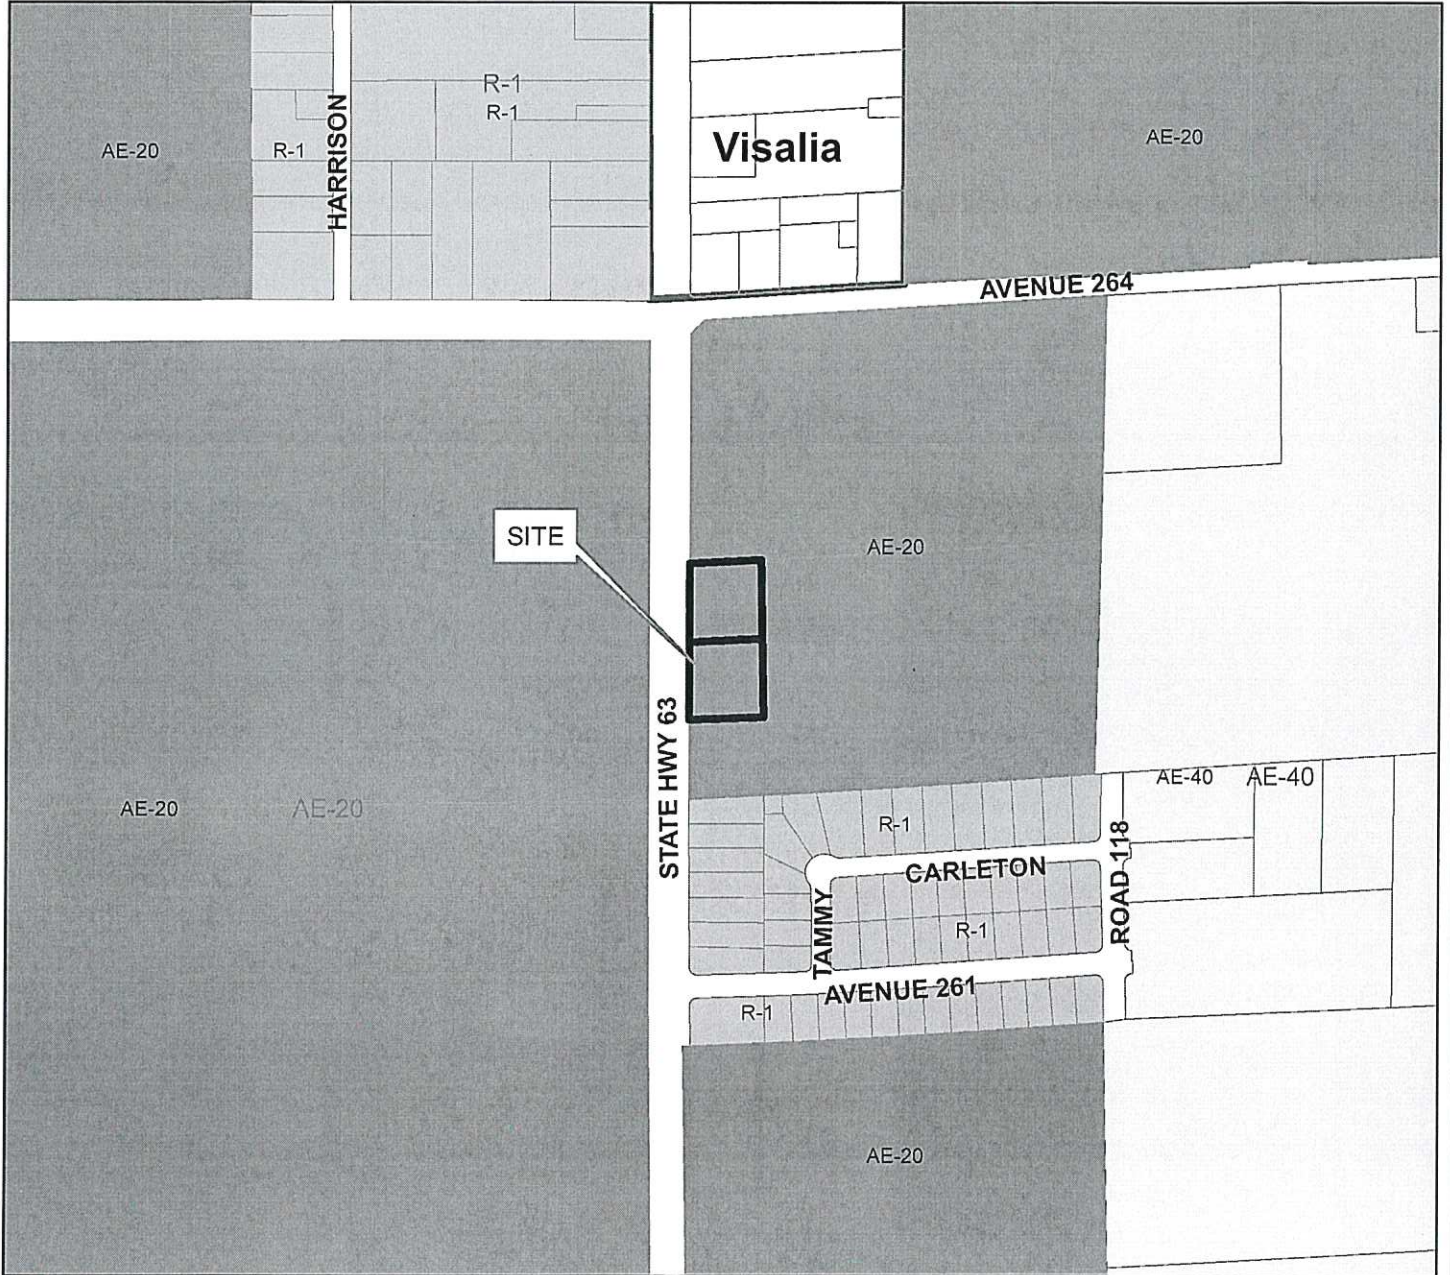 R-1
R-1
AE-20
R-1
HARRISON
Visalia
AE-20
AVENUE 264
SITE
AE-20
STATE HWY 63
AE-20
AE-20
AE-40
AE-40
R-1
CARLETON
ROAD 118
TAMMY
R-1
AVENUE 261
R-1
AE-20